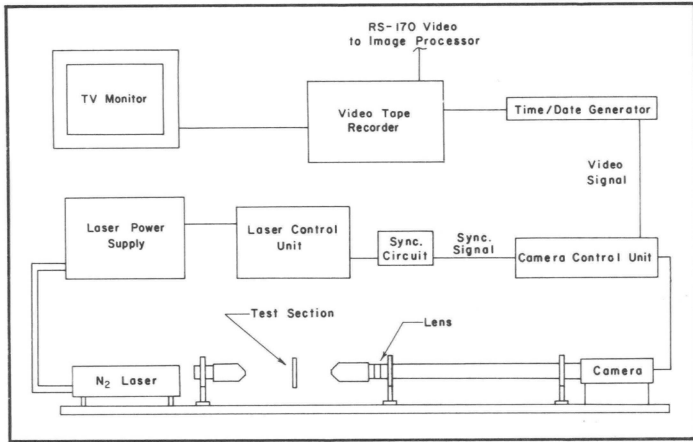 RS-170 Video
to Image Processor
TV Monitor
Video Tape
Recorder
Time/Date Generator
Video
Signal
Laser Power
Supply
Laser Control
Unit
Sync.
Circuit
Sync.
Signal
Camera Control Unit
Test Section
Lens
N2 Laser
Camera